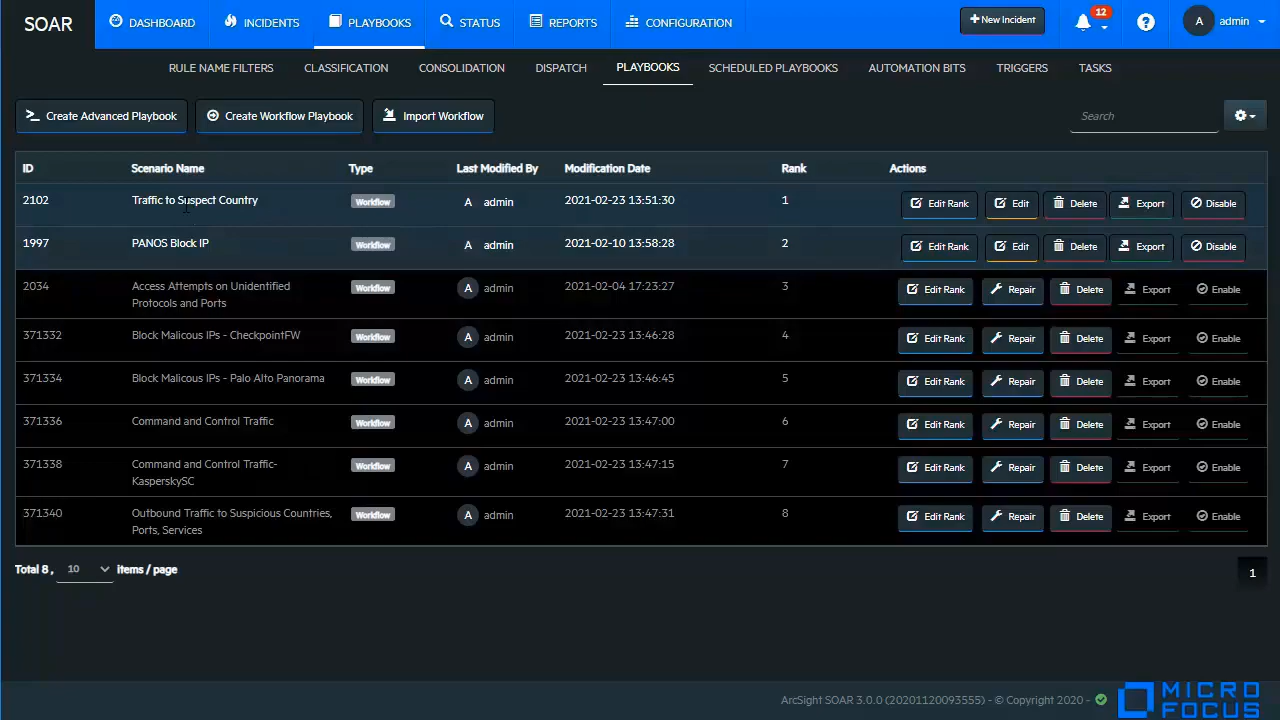 SOAR DASHBOARD INCIDENTS PLAYBOOKS STATUS REPORTS CONFIGURATION New Incident 12 A admin
RULE NAME FILTERS CLASSIFICATION CONSOLIDATION DISPATCH PLAYBOOKS SCHEDULED PLAYBOOKS AUTOMATION BITS TRIGGERS TASKS
Create Advanced Playbook Create Workflow Playbook Import Workflow Search
ID Scenario Name Type Last Modified By Modification Date Rank Actions
2102 Traffic to Suspect Country Workflow A admin 2021-02-23 13:51:30 1 Edit Rank Edit Delete Export Disable
1997 PANOS Block IP Workflow A admin 2021-02-10 13:58:28 2 Edit Rank Edit Delete Export Disable
2034 Access Attempts on Unidentified Workflow A admin 2021-02-04 17:23:27 3 Edit Rank Repair Delete Export Enable
Protocols and Ports
371332 Block Malicous IPs - CheckpointFW Workflow A admin 2021-02-23 13:46:28 4 Edit Rank Repair Delete Export Enable
371334 Block Malicous IPs - Palo Alto Panorama Workflow A admin 2021-02-23 13:46:45 5 Edit Rank Repair Delete Export Enable
371336 Command and Control Traffic Workflow A admin 2021-02-23 13:47:00 6 Edit Rank Repair Delete Export Enable
371338 Command and Control Traffic- Workflow A admin 2021-02-23 13:47:15 7 Edit Rank Repair Delete Export Enable
KasperskySC
371340 Outbound Traffic to Suspicious Countries, Workflow A admin 2021-02-23 13:47:31 8 Edit Rank Repair Delete Export Enable
Ports, Services
Total 8 , 10 items / page 1
ArcSight SOAR 3.0.0 (20201120093555) - © Copyright 2020 -
MICRO
FOCUS